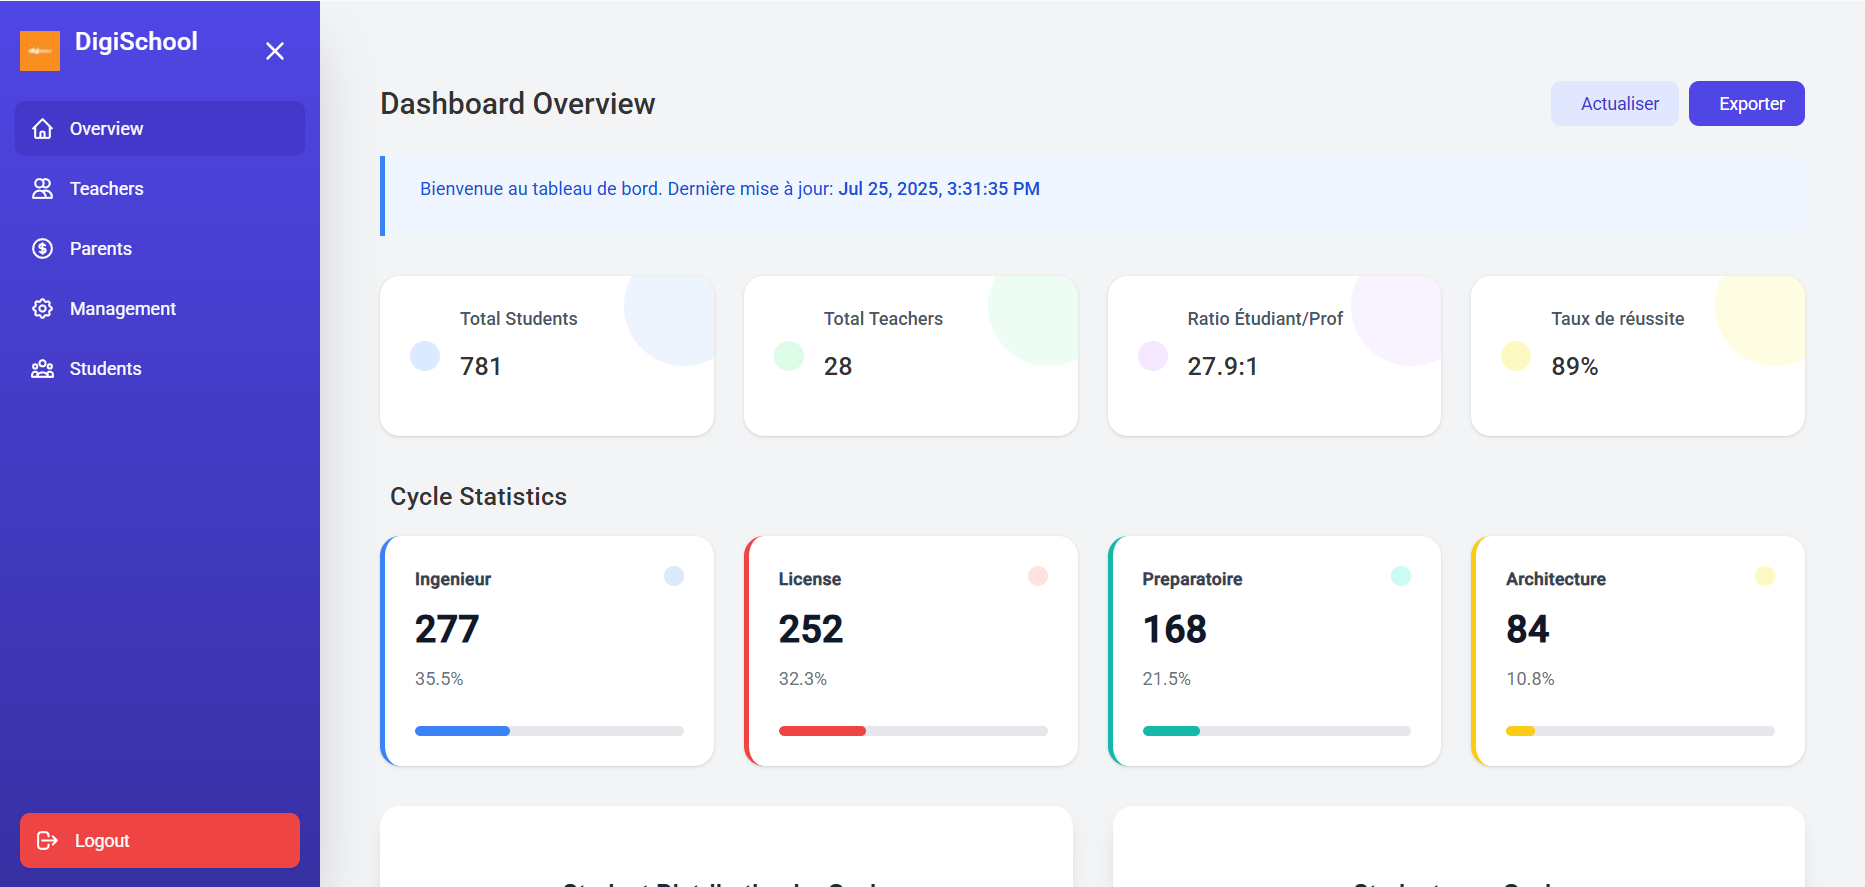 DigiSchool
Overview
Teachers
Parents
Management
Students
Logout
Dashboard Overview
Actualiser
Exporter
Bienvenue au tableau de bord. Dernière mise à jour: Jul 25, 2025, 3:31:35 PM
Total Students
781
Total Teachers
28
Ratio Étudiant/Prof
27.9:1
Taux de réussite
89%
Cycle Statistics
Ingenieur
277
35.5%
License
252
32.3%
Preparatoire
168
21.5%
Architecture
84
10.8%